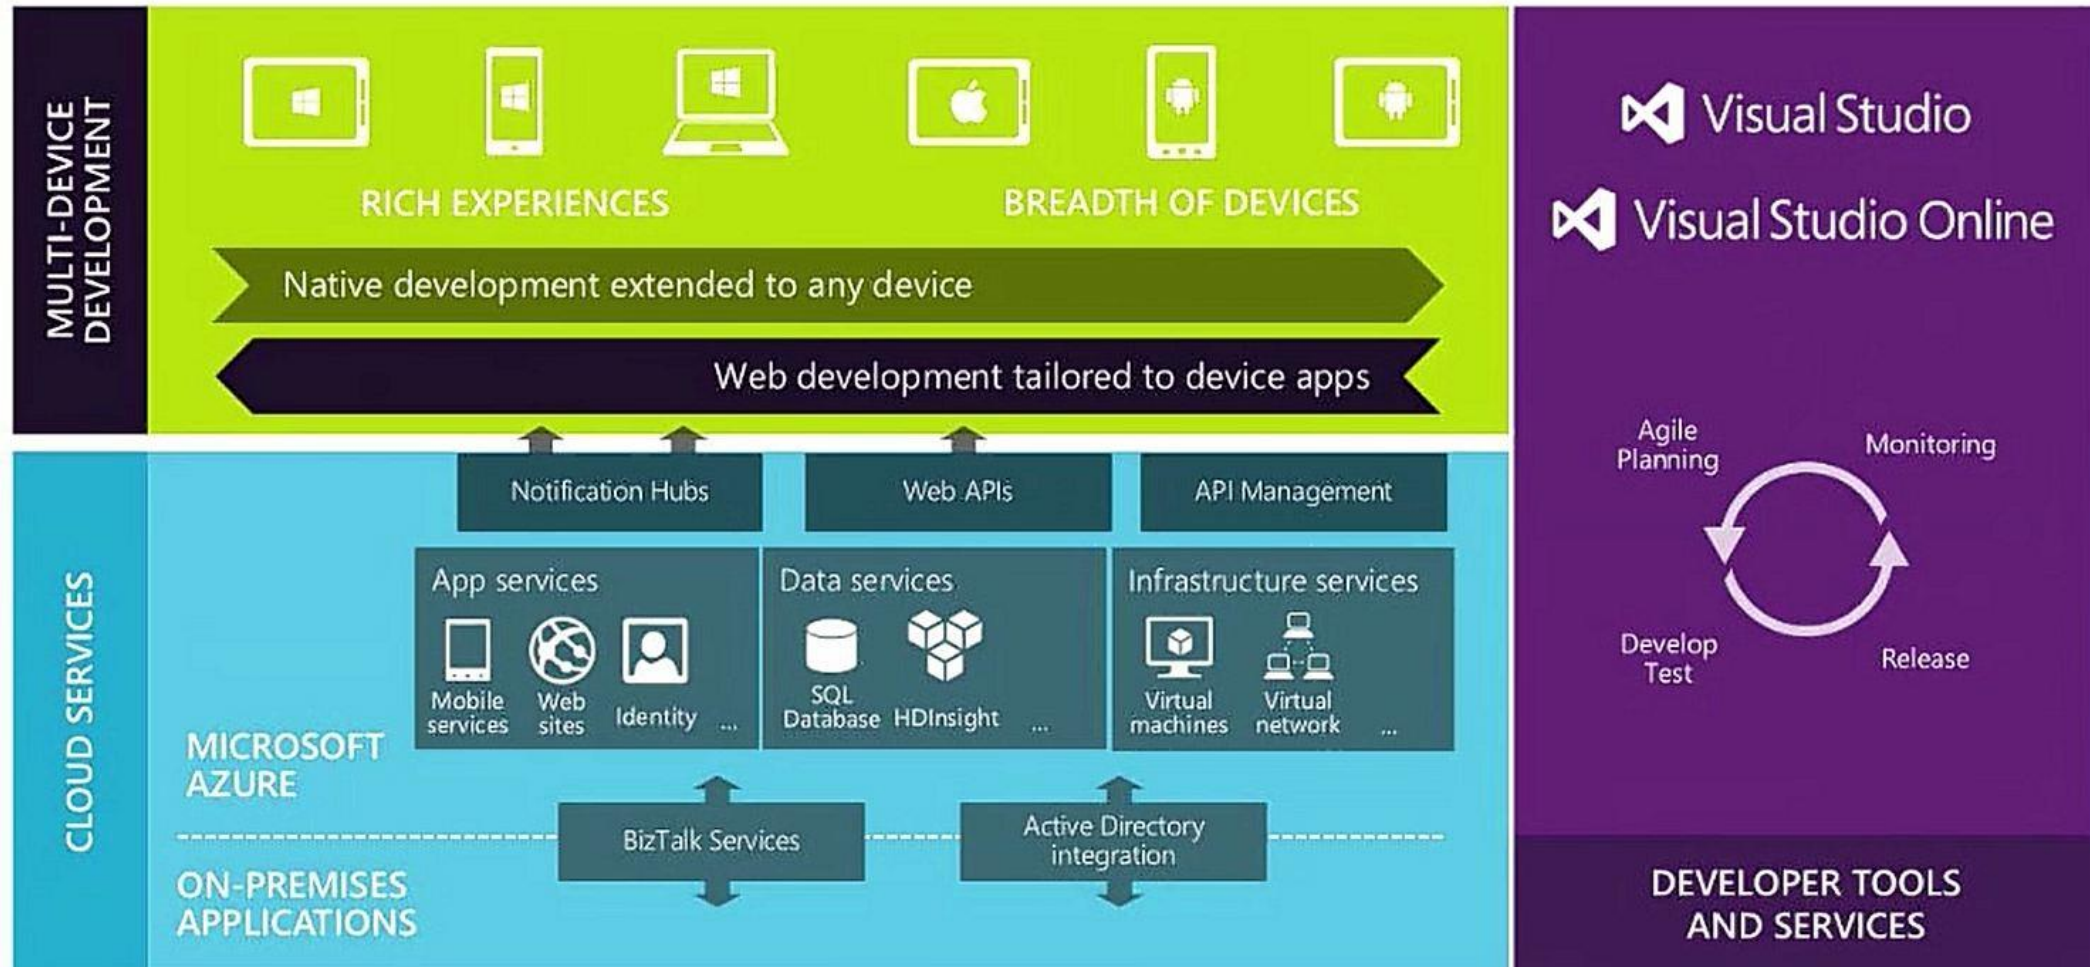 MULTI-DEVICE
DEVELOPMENT
RICH EXPERIENCES
BREADTH OF DEVICES
Native development extended to any device
Web development tailored to device apps
CLOUD SERVICES
Notification Hubs
Web APIs
API Management
App services
Mobile
services
Web
sites
Identity
...
Data services
SQL
Database
HDInsight
...
Infrastructure services
Virtual
machines
Virtual
network
...
MICROSOFT
AZURE
BizTalk Services
Active Directory
integration
ON-PREMISES
APPLICATIONS
Visual Studio
Visual Studio Online
Agile
Planning
Monitoring
Develop
Test
Release
DEVELOPER TOOLS
AND SERVICES